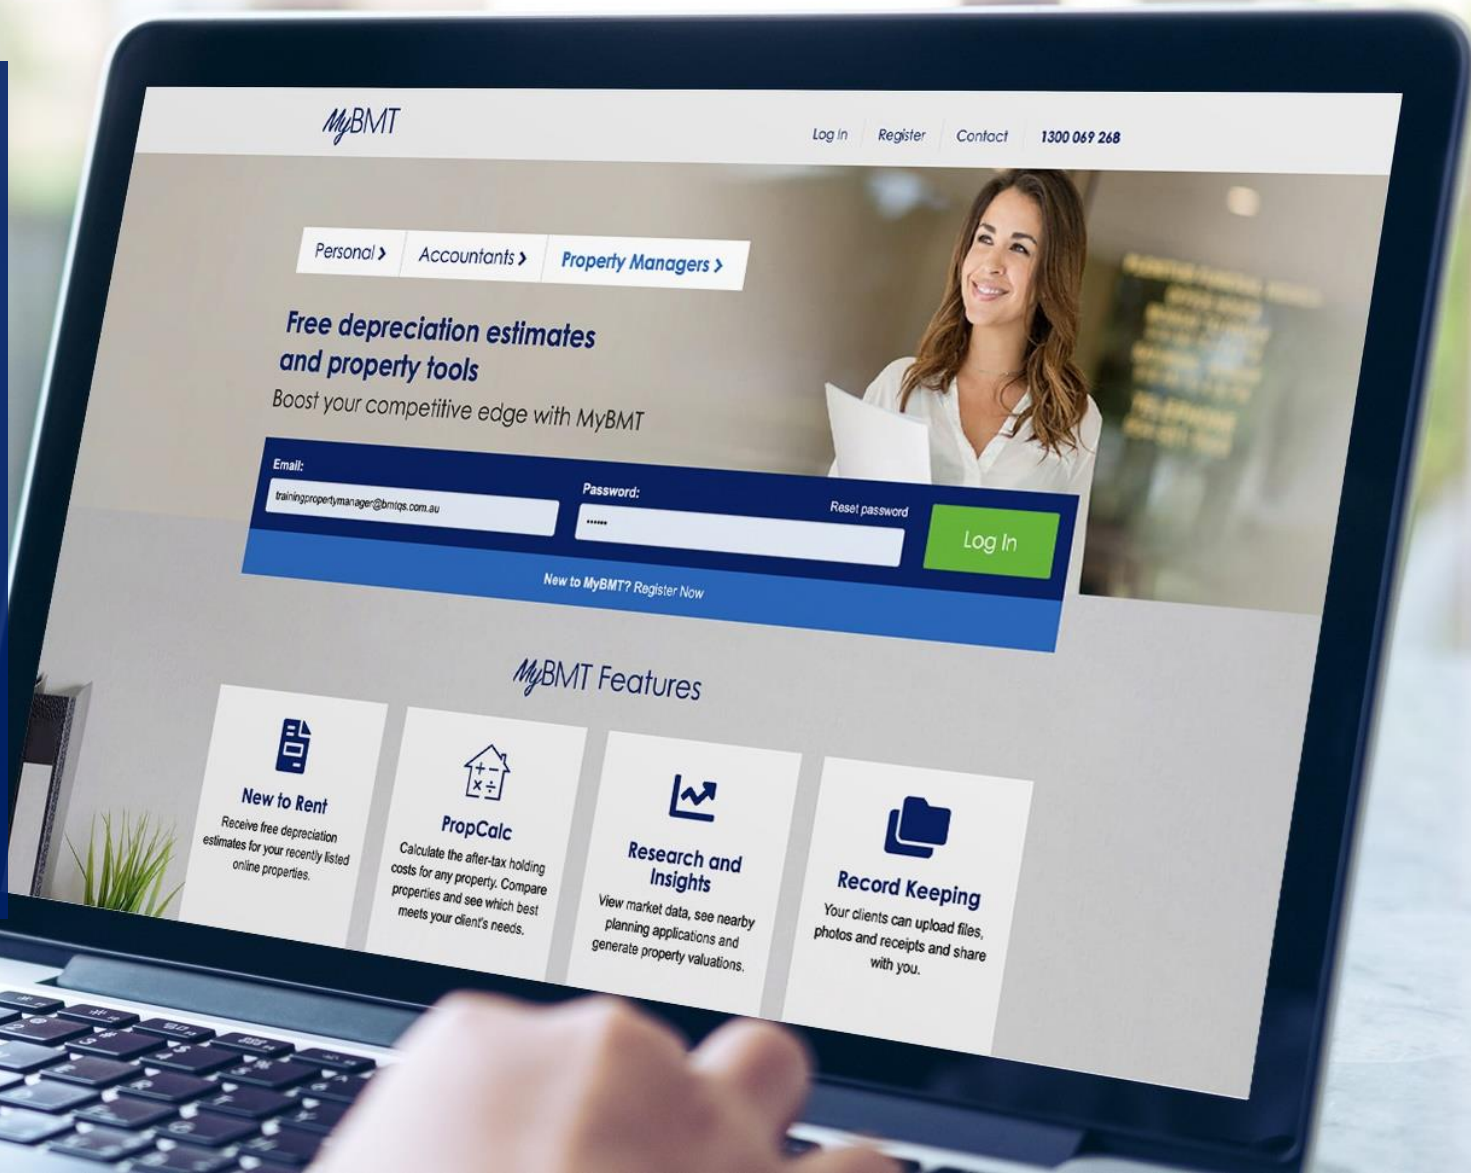 MyBMT
Log In
Register
Contact
1300 069 268
Personal
Accountants
Property Managers
Free depreciation estimates
and property tools
Boost your competitive edge with MyBMT
Email:
Password:
Reset password
trainingpropertymanager@bmtqs.com.au
Log In
New to MyBMT? Register Now
MyBMT Features
New to Rent
Receive free depreciation
estimates for your recently listed
online properties.
PropCalc
Calculate the after-tax holding
costs for any property. Compare
properties and see which best
meets your client's needs.
Research and
Insights
View market data, see nearby
planning applications and
generate property valuations.
Record Keeping
Your clients can upload files,
photos and receipts and share
with you.